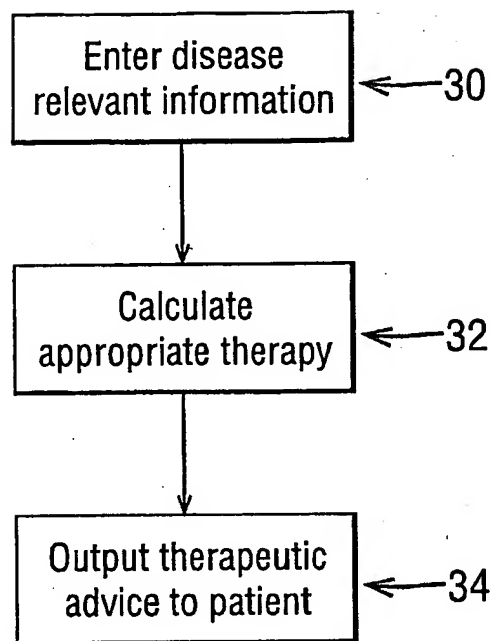 Enter disease
relevant information
30
Calculate
appropriate therapy
32
Output therapeutic
advice to patient
34